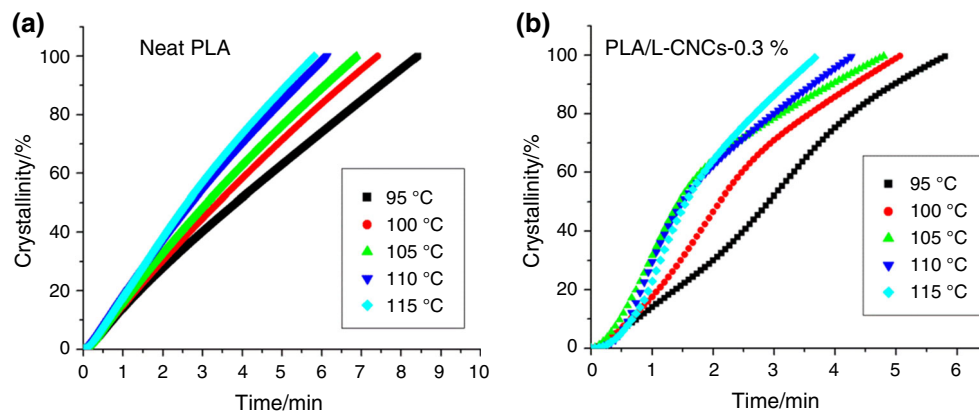 (a)
Neat PLA
Crystallinity/%
100
80
60
40
20
0
95 °C
100 °C
105 °C
110 °C
115 °C
0 1 2 3 4 5 6 7 8 9 10
Time/min
(b)
PLA/L-CNCs-0.3 %
Crystallinity/%
100
80
60
40
20
0
95 °C
100 °C
105 °C
110 °C
115 °C
0 1 2 3 4 5 6
Time/min